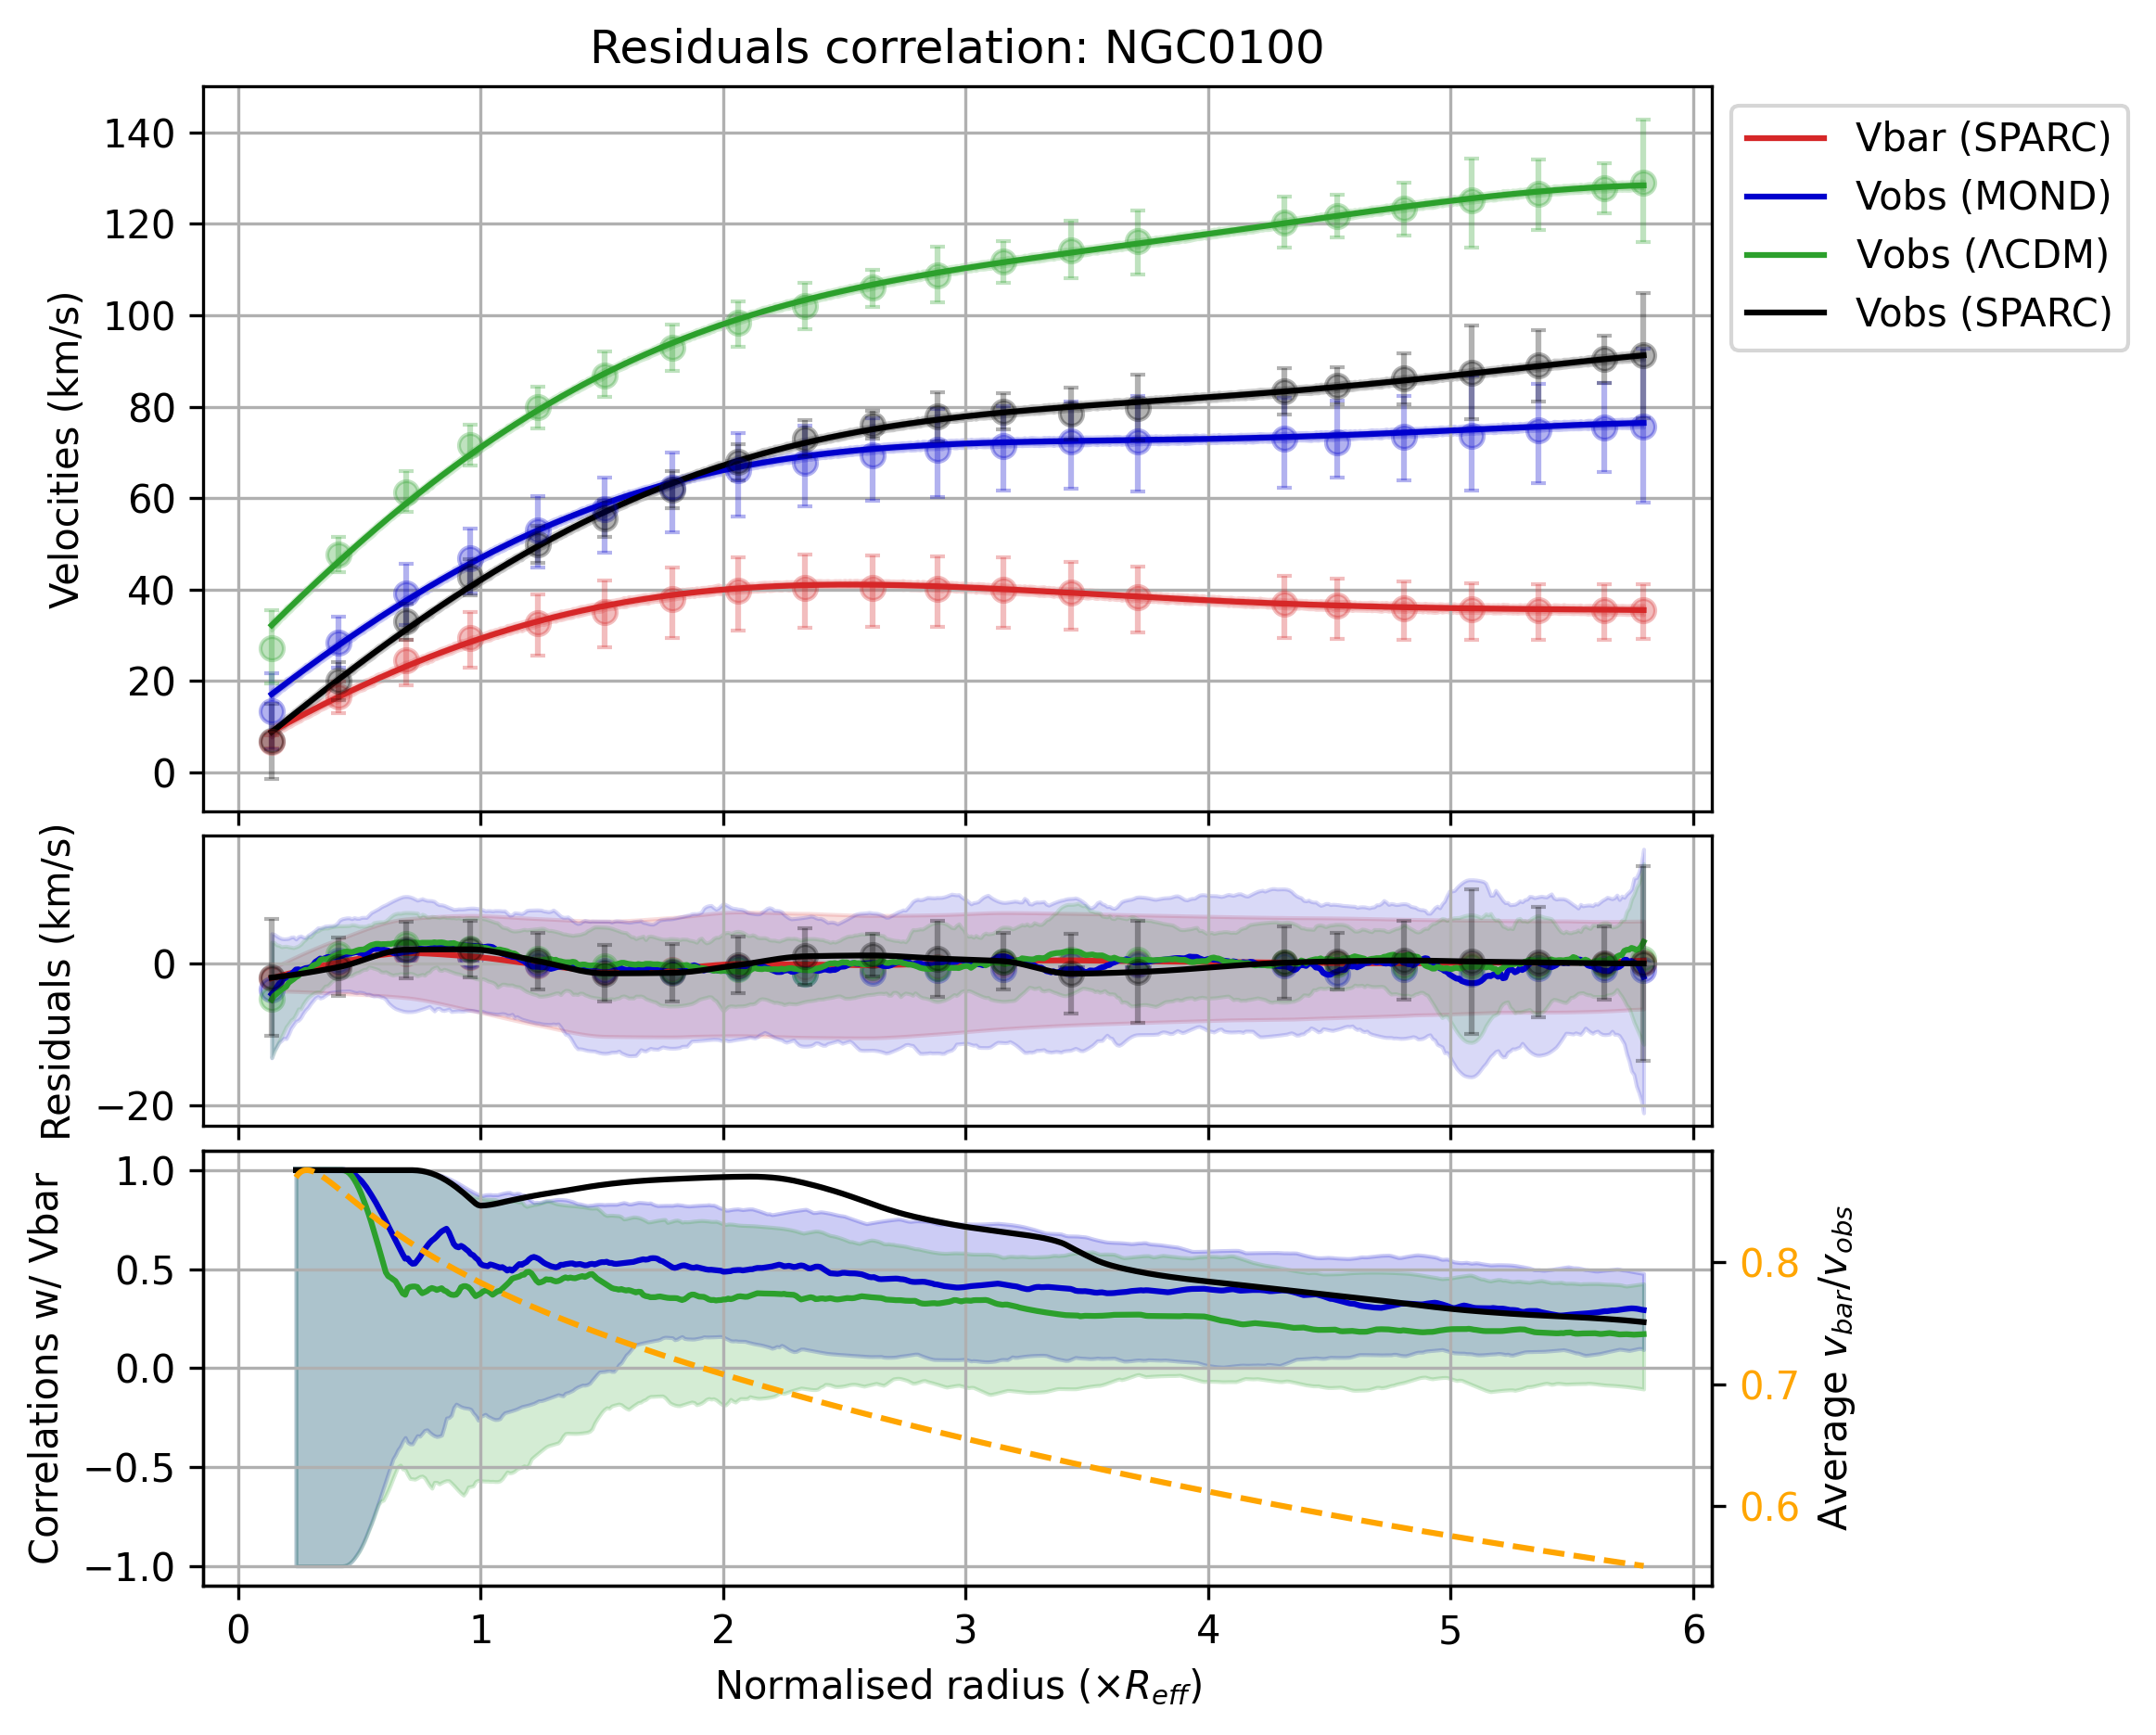 Residuals correlation: NGC0100
Velocities (km/s)
140
120
100
80
60
40
20
0
Vbar (SPARC)
Vobs (MOND)
Vobs (ΛCDM)
Vobs (SPARC)
Residuals (km/s)
0
−20
Correlations w/ Vbar
1.0
0.5
0.0
−0.5
−1.0
0.8
0.7
0.6
Average v_bar/v_obs
0 1 2 3 4 5 6
Normalised radius (×R_eff)